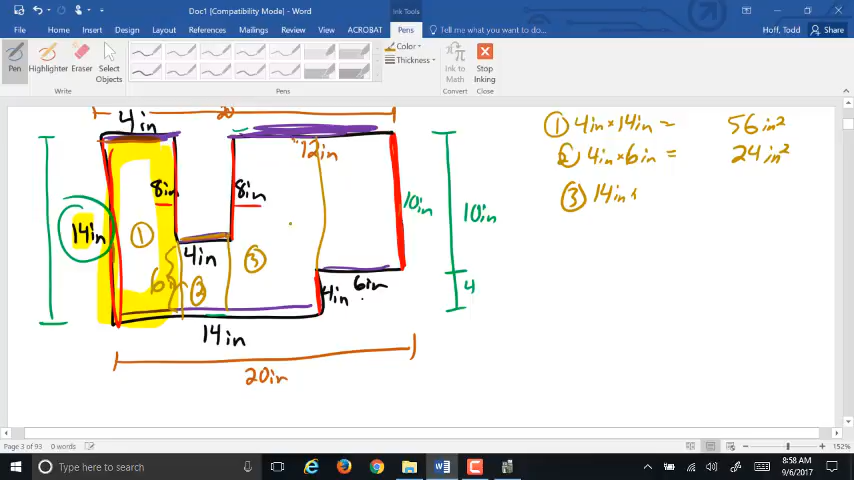 Doc1 [Compatibility Mode] - Word
Ink Tools
Hoff, Todd
File Home Insert Design Layout References Mailings Review View ACROBAT Pens Tell me what you want to do... Share
Pen Highlighter Eraser Select Objects
Color
Thickness
Ink to Math
Stop Inking
Write Pens Convert Close
4in 20
① 4in×14in = 56in²
② 4in×6in = 24in²
③ 14in×
12in
8in 8in
10in 10in
14in ① 4in ③
6in ② 4in 6in 4
14in
20in
Page 3 of 93 0 words 152%
Type here to search
8:58 AM
9/6/2017